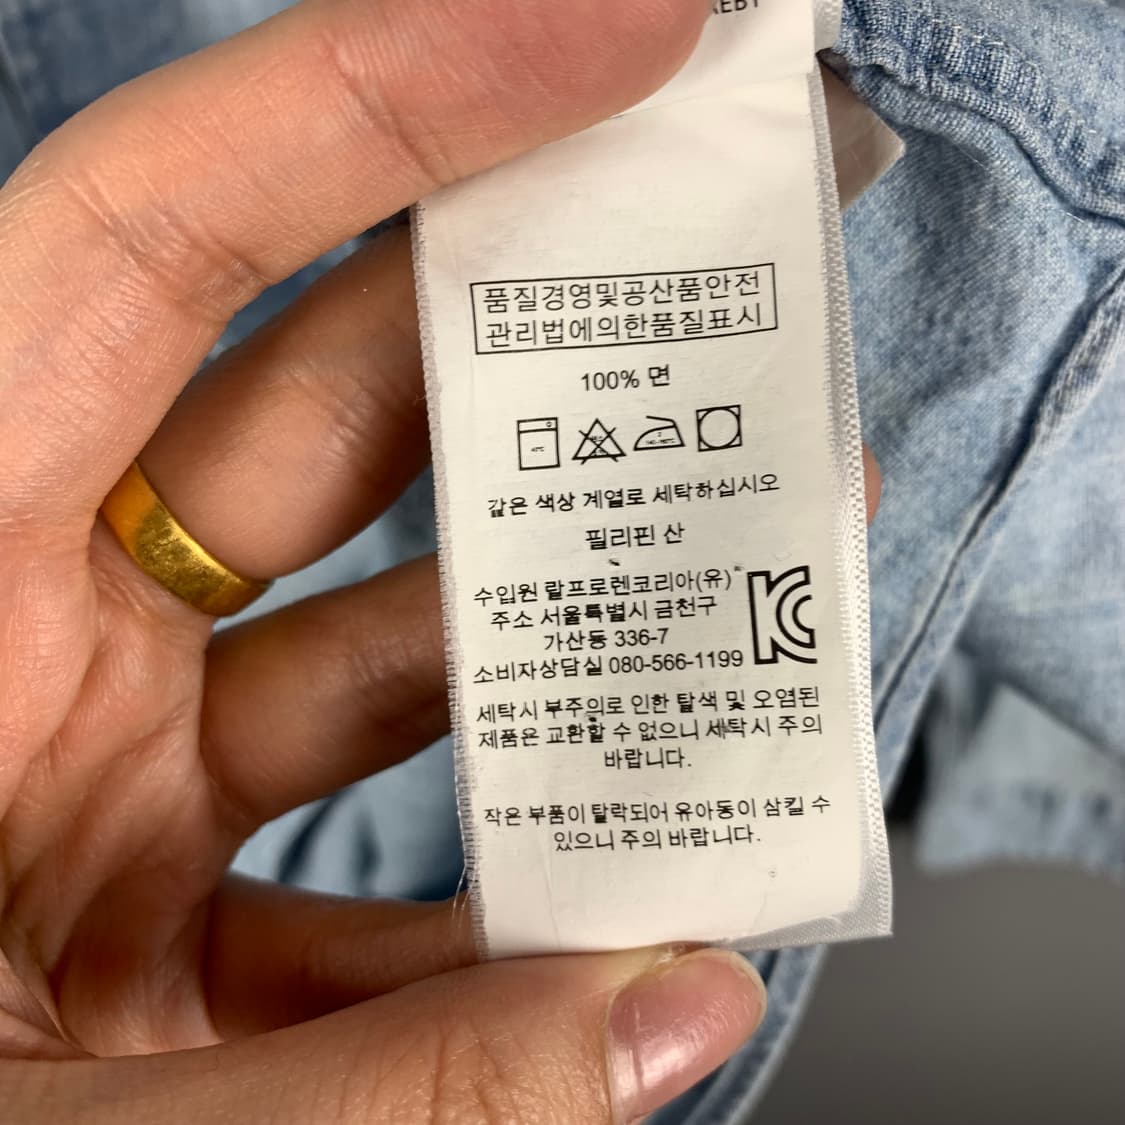 품질경영및공산품안전
관리법에의한품질표시
100% 면
같은 색상 계열로 세탁하십시오
필리핀 산
수입원 랄프로렌코리아(유)
주소 서울특별시 금천구
가산동 336-7
소비자상담실 080-566-1199
세탁시 부주의로 인한 탈색 및 오염된
제품은 교환할 수 없으니 세탁시 주의
바랍니다.
작은 부품이 탈락되어 유아동이 삼킬 수
있으니 주의 바랍니다.